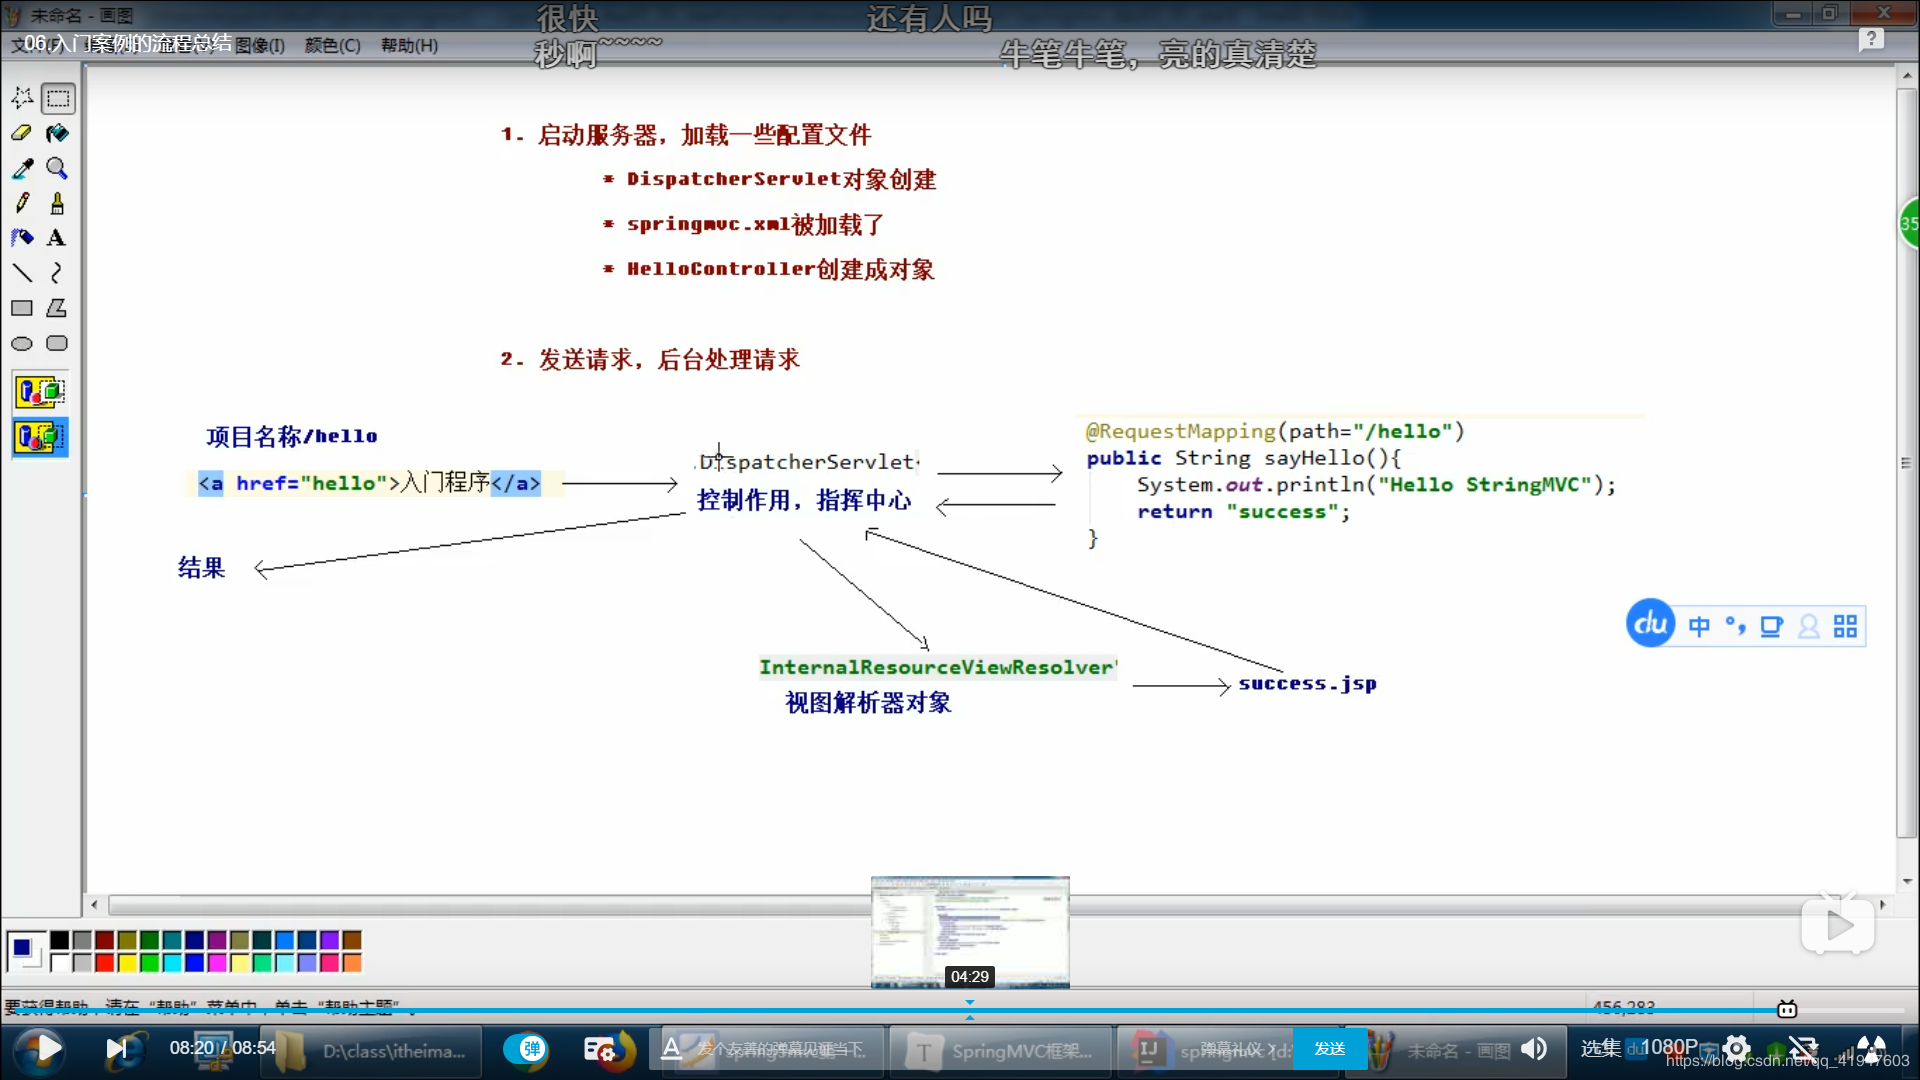 未命名 - 画图
很快
还有人吗
06.入门案例的流程总结
图像(I) 颜色(C) 帮助(H)
秒啊~~~~
牛笔牛笔，亮的真清楚
1. 启动服务器，加载一些配置文件
* DispatcherServlet对象创建
* springmvc.xml被加载了
* HelloController创建成对象
35
2. 发送请求，后台处理请求
项目名称/hello
<a href="hello">入门程序</a>
DispatcherServlet
控制作用，指挥中心
@RequestMapping(path="/hello")
public String sayHello(){
System.out.println("Hello StringMVC");
return "success";
}
结果
du 中 °，
InternalResourceViewResolver"
视图解析器对象
success.jsp
04:29
要获得帮助，请在“帮助”菜单中，单击“帮助主题”。
456,283
08:20 / 08:54
D:\class\itheima...
弹
发个友善的弹幕见证当下
SpringMVC框架...
弹幕礼仪 >
发送
未命名 - 画图
选集
1080P
https://blog.csdn.net/qq_41947603